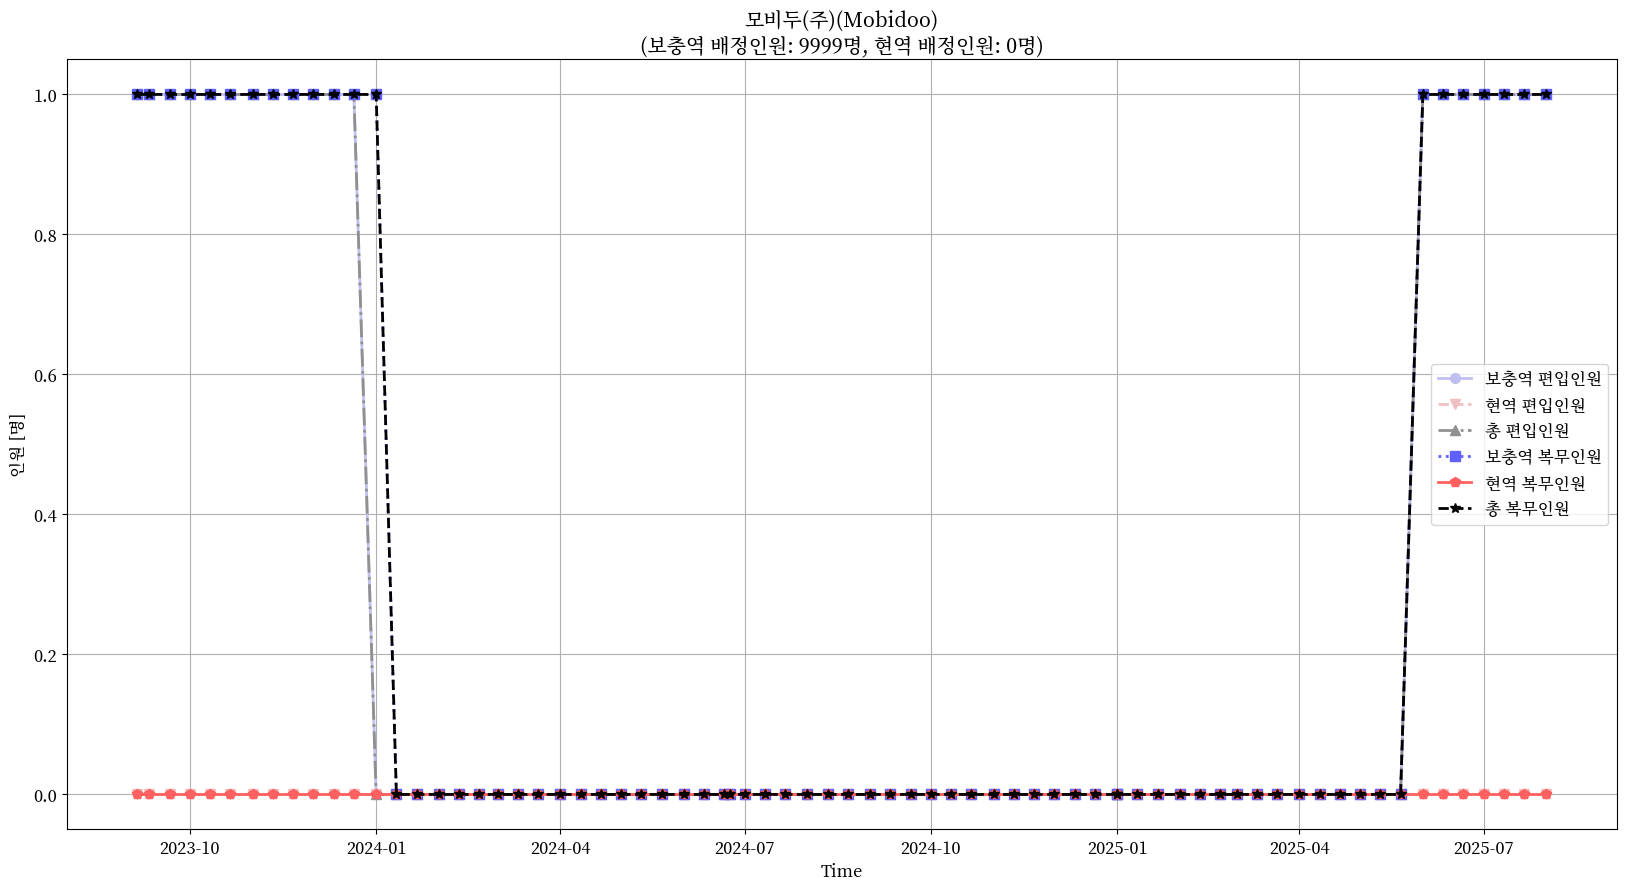 모비두(주)(Mobidoo)
(보충역 배정인원: 9999명, 현역 배정인원: 0명)
인원 [명]
1.0
0.8
0.6
0.4
0.2
0.0
보충역 편입인원
현역 편입인원
총 편입인원
보충역 복무인원
현역 복무인원
총 복무인원
2023-10
2024-01
2024-04
2024-07
2024-10
2025-01
2025-04
2025-07
Time